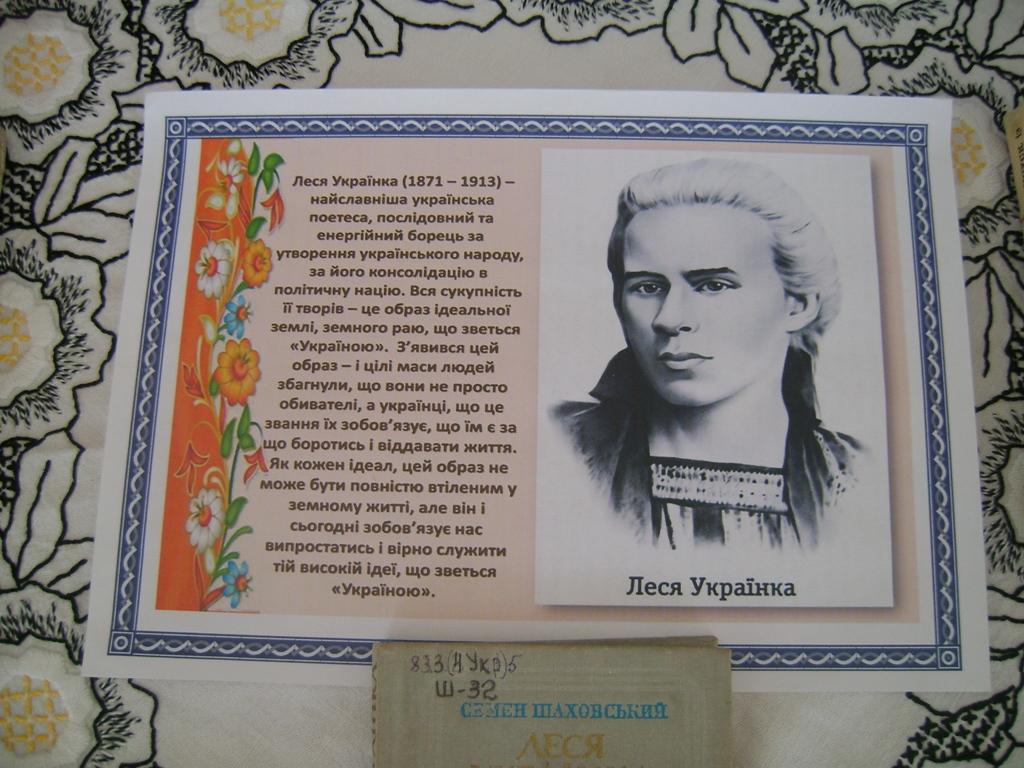 Леся Українка (1871 – 1913) –
найславніша українська
поетеса, послідовний та
енергійний борець за
утворення українського народу,
за його консолідацію в
політичну націю. Вся сукупність
її творів – це образ ідеальної
землі, земного раю, що зветься
«Україною». З’явився цей
образ – і цілі маси людей
збагнули, що вони не просто
обивателі, а українці, що це
звання їх зобов’язує, що їм є за
що боротись і віддавати життя.
Як кожен ідеал, цей образ не
може бути повністю втіленим у
земному житті, але він і
сьогодні зобов’язує нас
випростатись і вірно служити
тій високій ідеї, що зветься
«Україною».
Леся Українка
833(4Укр)5
Ш-32
СЕМЕН ШАХОВСЬКИЙ
ЛЕСЯ